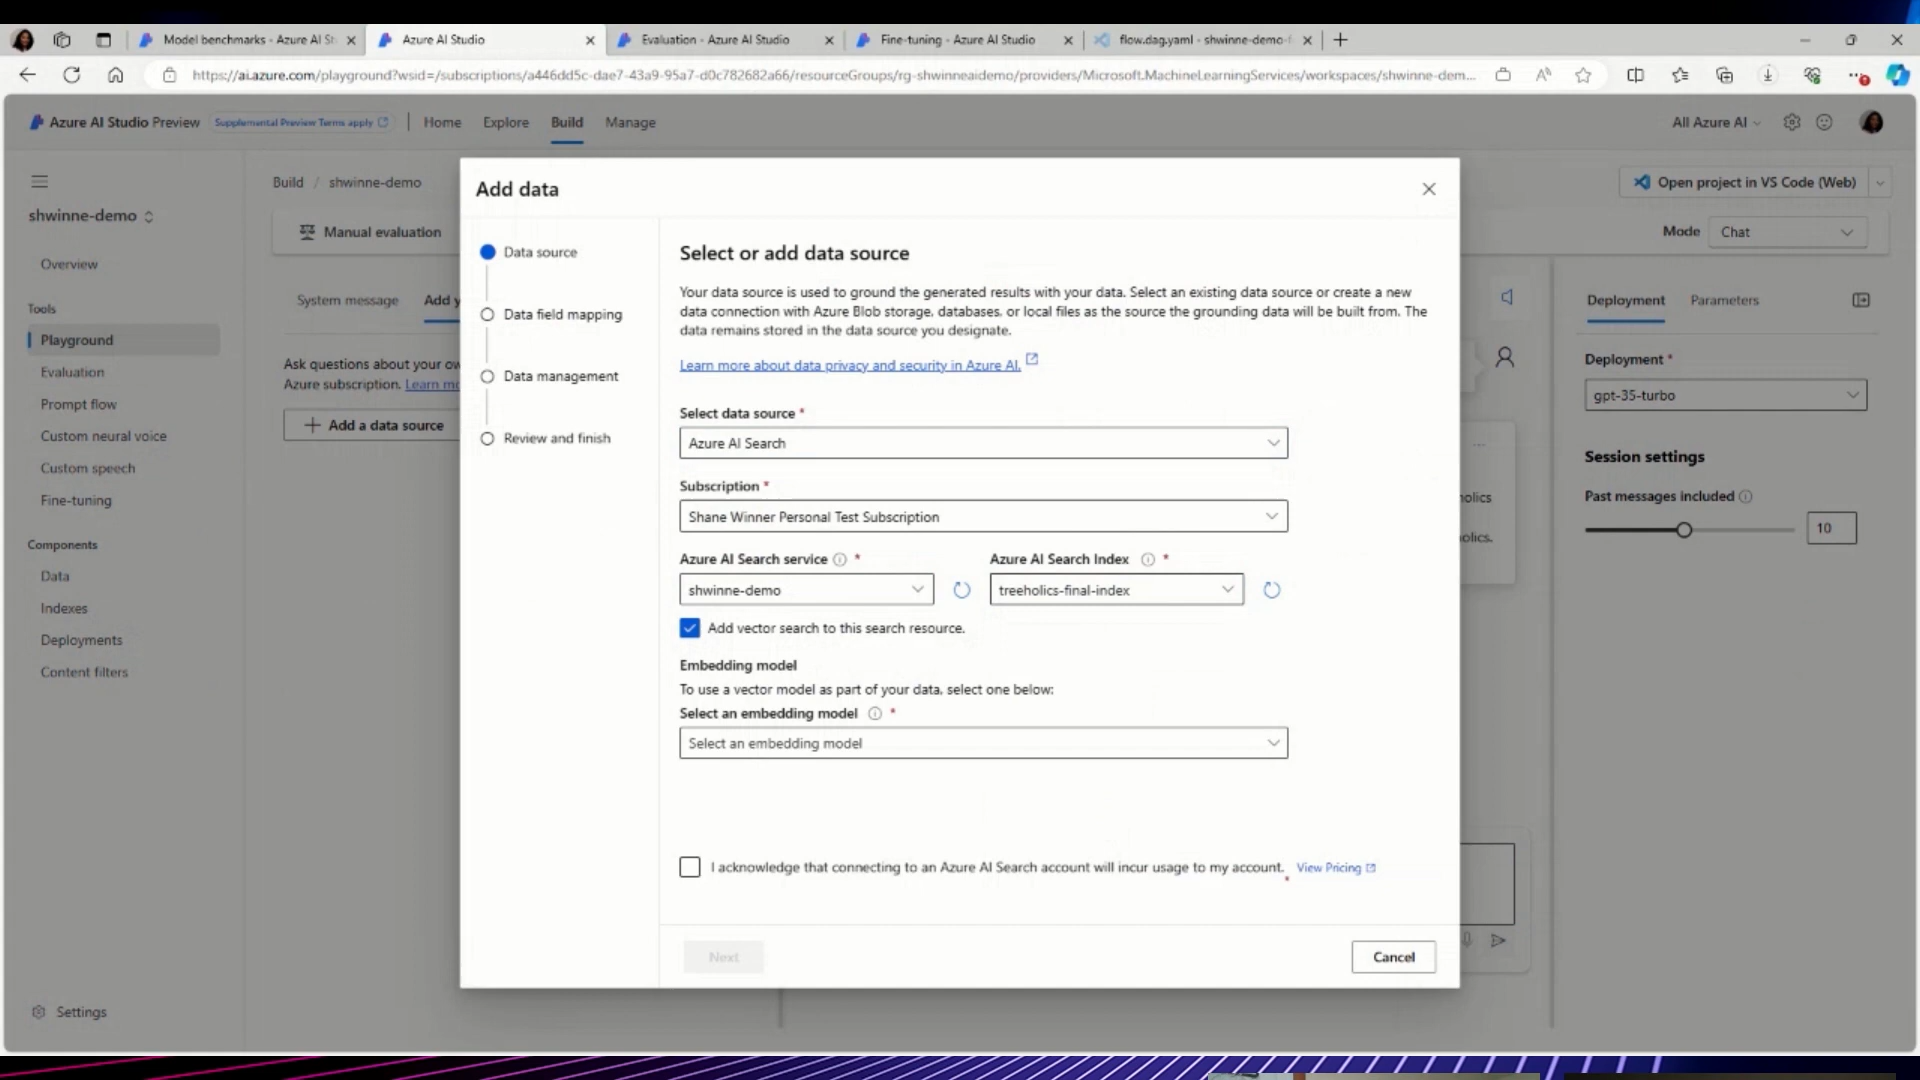 Model benchmarks - Azure AI St
Azure AI Studio
Evaluation - Azure AI Studio
Fine-tuning - Azure AI Studio
flow.dag.yaml - shwinne-demo-f
https://ai.azure.com/playground?wsid=/subscriptions/a446dd5c-dae7-43a9-95a7-d0c782682a66/resourceGroups/rg-shwinneaidemo/providers/Microsoft.MachineLearningServices/workspaces/shwinne-dem...
Azure AI Studio Preview
Supplemental Preview Terms apply
Home
Explore
Build
Manage
All Azure AI
Build / shwinne-demo
Open project in VS Code (Web)
shwinne-demo
Manual evaluation
Mode
Chat
Overview
Tools
Playground
Evaluation
Prompt flow
Custom neural voice
Custom speech
Fine-tuning
Components
Data
Indexes
Deployments
Content filters
Settings
System message
Add y
Ask questions about your ow
Azure subscription. Learn mo
Add a data source
Add data
Data source
Data field mapping
Data management
Review and finish
Select or add data source
Your data source is used to ground the generated results with your data. Select an existing data source or create a new
data connection with Azure Blob storage, databases, or local files as the source the grounding data will be built from. The
data remains stored in the data source you designate.
Learn more about data privacy and security in Azure AI.
Select data source *
Azure AI Search
Subscription *
Shane Winner Personal Test Subscription
Azure AI Search service *
shwinne-demo
Azure AI Search Index *
treeholics-final-index
Add vector search to this search resource.
Embedding model
To use a vector model as part of your data, select one below:
Select an embedding model *
Select an embedding model
I acknowledge that connecting to an Azure AI Search account will incur usage to my account. *
View Pricing
Next
Cancel
holics
olics.
Deployment
Parameters
Deployment *
gpt-35-turbo
Session settings
Past messages included
10